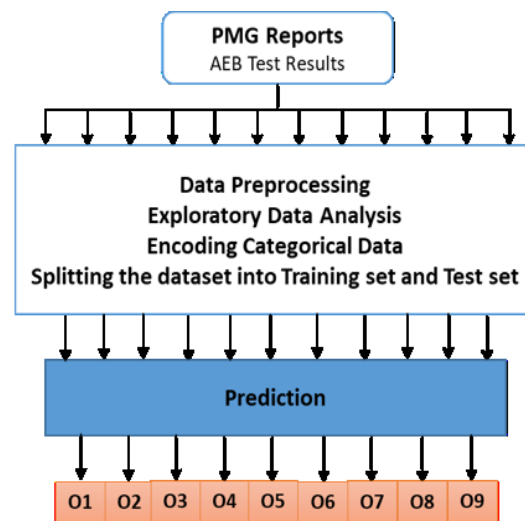 PMG Reports
AEB Test Results
Data Preprocessing
Exploratory Data Analysis
Encoding Categorical Data
Splitting the dataset into Training set and Test set
Prediction
O1 O2 O3 O4 O5 O6 O7 O8 O9